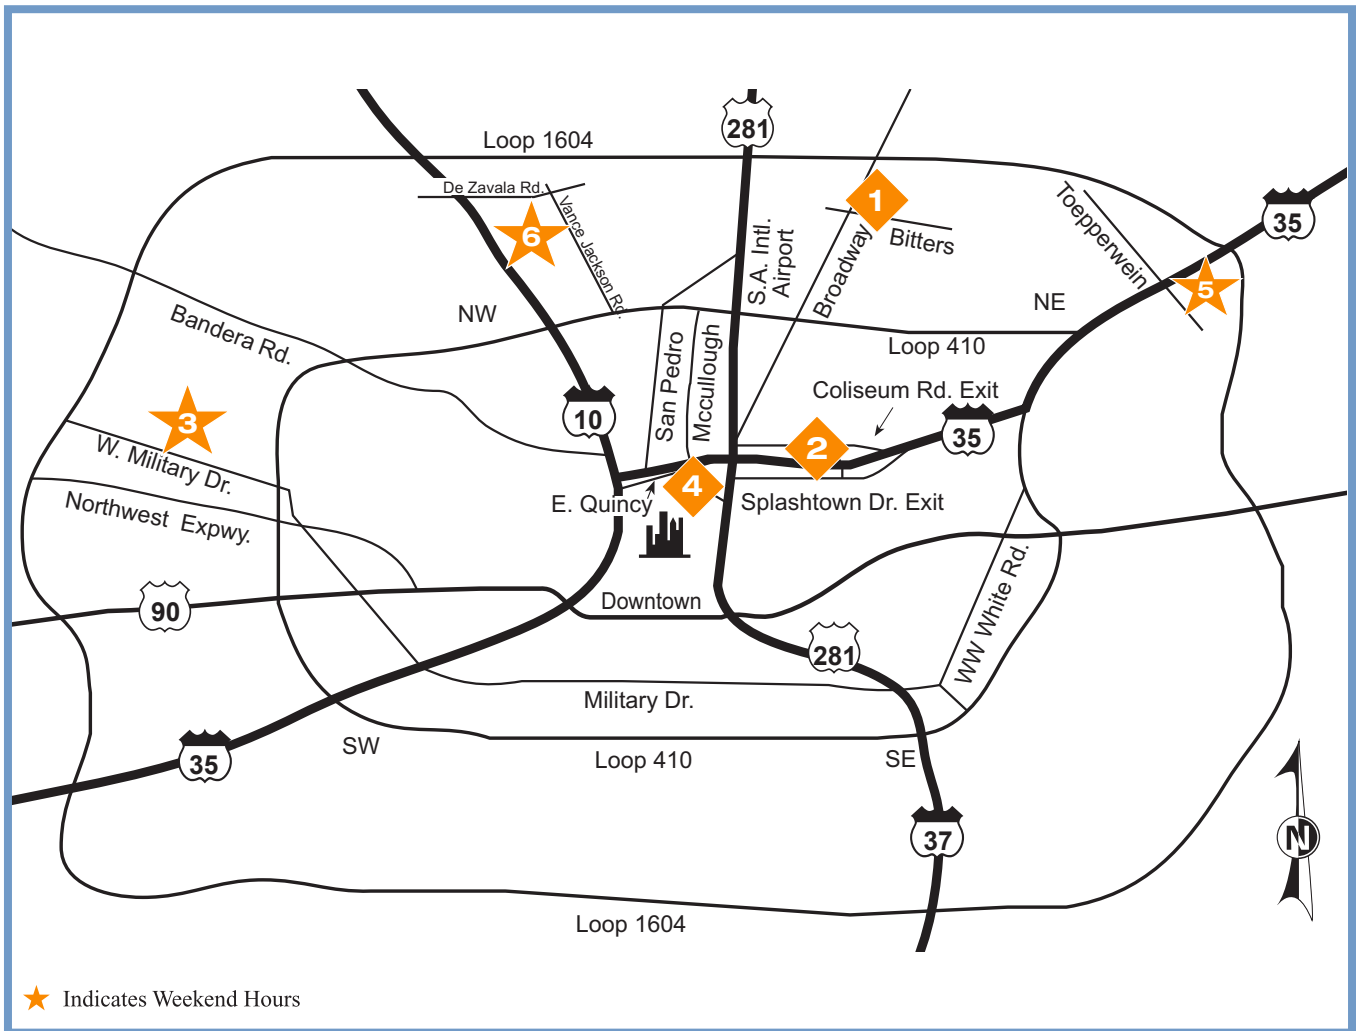 281
Loop 1604
De Zavala Rd.
Vance Jackson Rd.
1
Toepperwein
35
6
S.A. Intl.
Airport
Broadway
Bitters
5
NW
NE
Bandera Rd.
San Pedro
Mccullough
Loop 410
Coliseum Rd. Exit
10
3
35
2
W. Military Dr.
4
E. Quincy
Splashtown Dr. Exit
Northwest Expwy.
90
Downtown
WW White Rd.
281
Military Dr.
SW
35
Loop 410
SE
37
N
Loop 1604
Indicates Weekend Hours